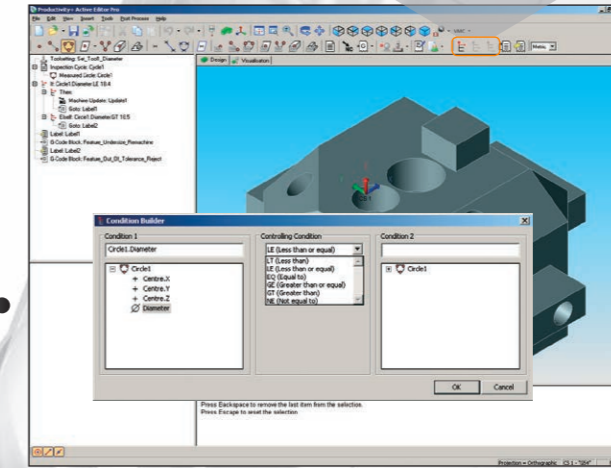 Productivity+ Active Editor Pro
File Edit View Insert Tools Post Process Help
Design Visualisation
Toolsetting: Set_Tool1_Diameter
Inspection Cycle: Cycle1
Measured Circle: Circle1
If: Circle1.Diameter LE 10.4
Then
Machine Update: Update1
Goto: Label1
ElseIf: Circle1.Diameter GT 10.5
Goto: Label2
Label: Label1
G-Code Block: Feature_Undersize_Remachine
Label: Label2
G-Code Block: Feature_Out_Of_Tolerance_Reject
CS 1
Condition Builder
Condition 1
Controlling Condition
Condition 2
Circle1.Diameter
LE (Less than or equal)
LT (Less than)
LE (Less than or equal)
EQ (Equal to)
GE (Greater than or equal)
GT (Greater than)
NE (Not equal to)
Circle1
Centre.X
Centre.Y
Centre.Z
Diameter
Circle1
OK Cancel
Press Backspace to remove the last item from the selection.
Press Escape to reset the selection
Projection = Orthographic